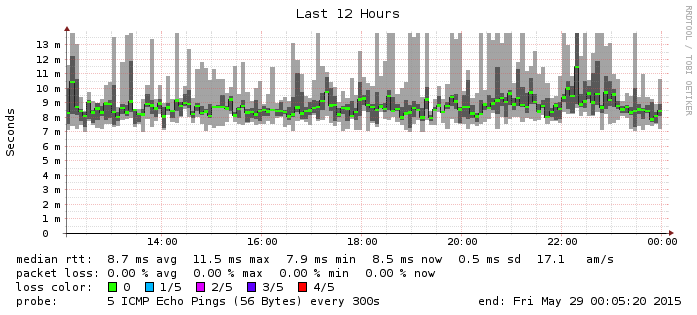 Last 12 Hours
RRDTOOL / TOBI OETIKER
Seconds
13 m
12 m
11 m
10 m
9 m
8 m
7 m
6 m
5 m
4 m
3 m
2 m
1 m
0
14:00 16:00 18:00 20:00 22:00 00:00
median rtt: 8.7 ms avg 11.5 ms max 7.9 ms min 8.5 ms now 0.5 ms sd 17.1 am/s
packet loss: 0.00 % avg 0.00 % max 0.00 % min 0.00 % now
loss color: 0 1/5 2/5 3/5 4/5
probe: 5 ICMP Echo Pings (56 Bytes) every 300s end: Fri May 29 00:05:20 2015